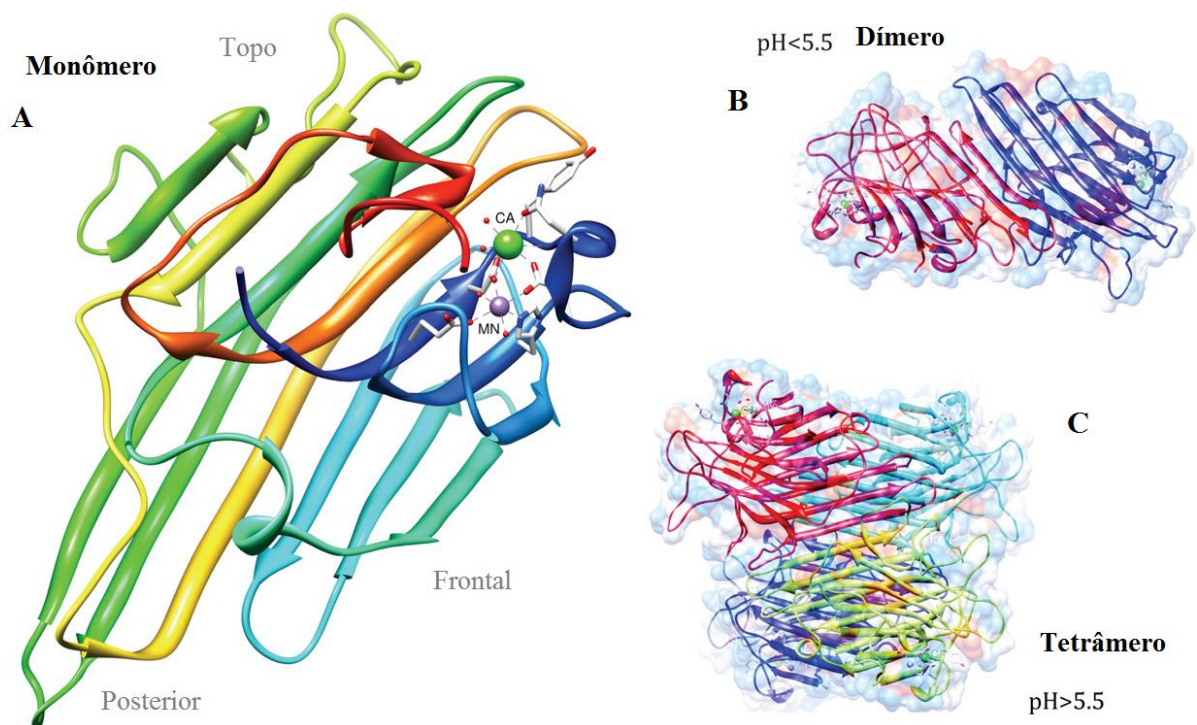 Topo
Monômero
A
CA
MN
Frontal
Posterior
pH<5.5 Dímero
B
C
Tetrâmero
pH>5.5